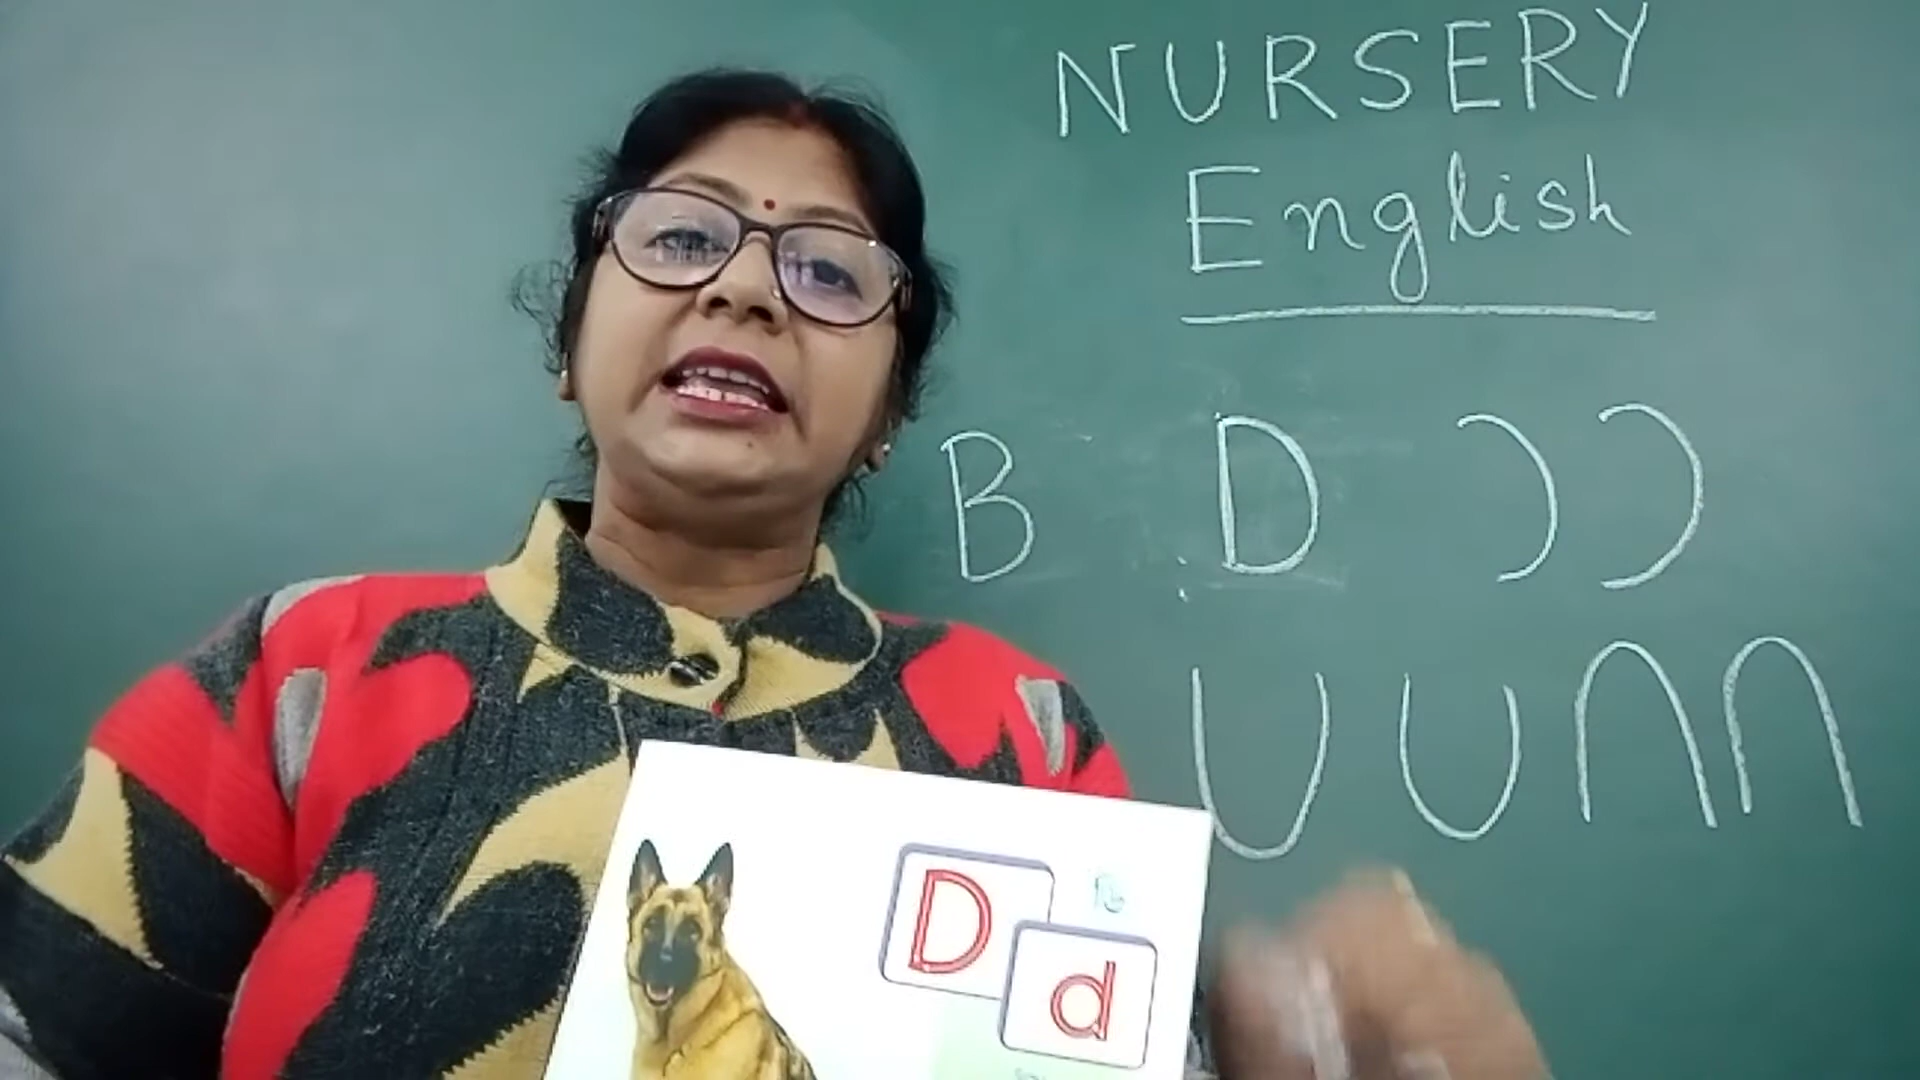 NURSERY
English
B D ) )
U U ∩ ∩
D
d